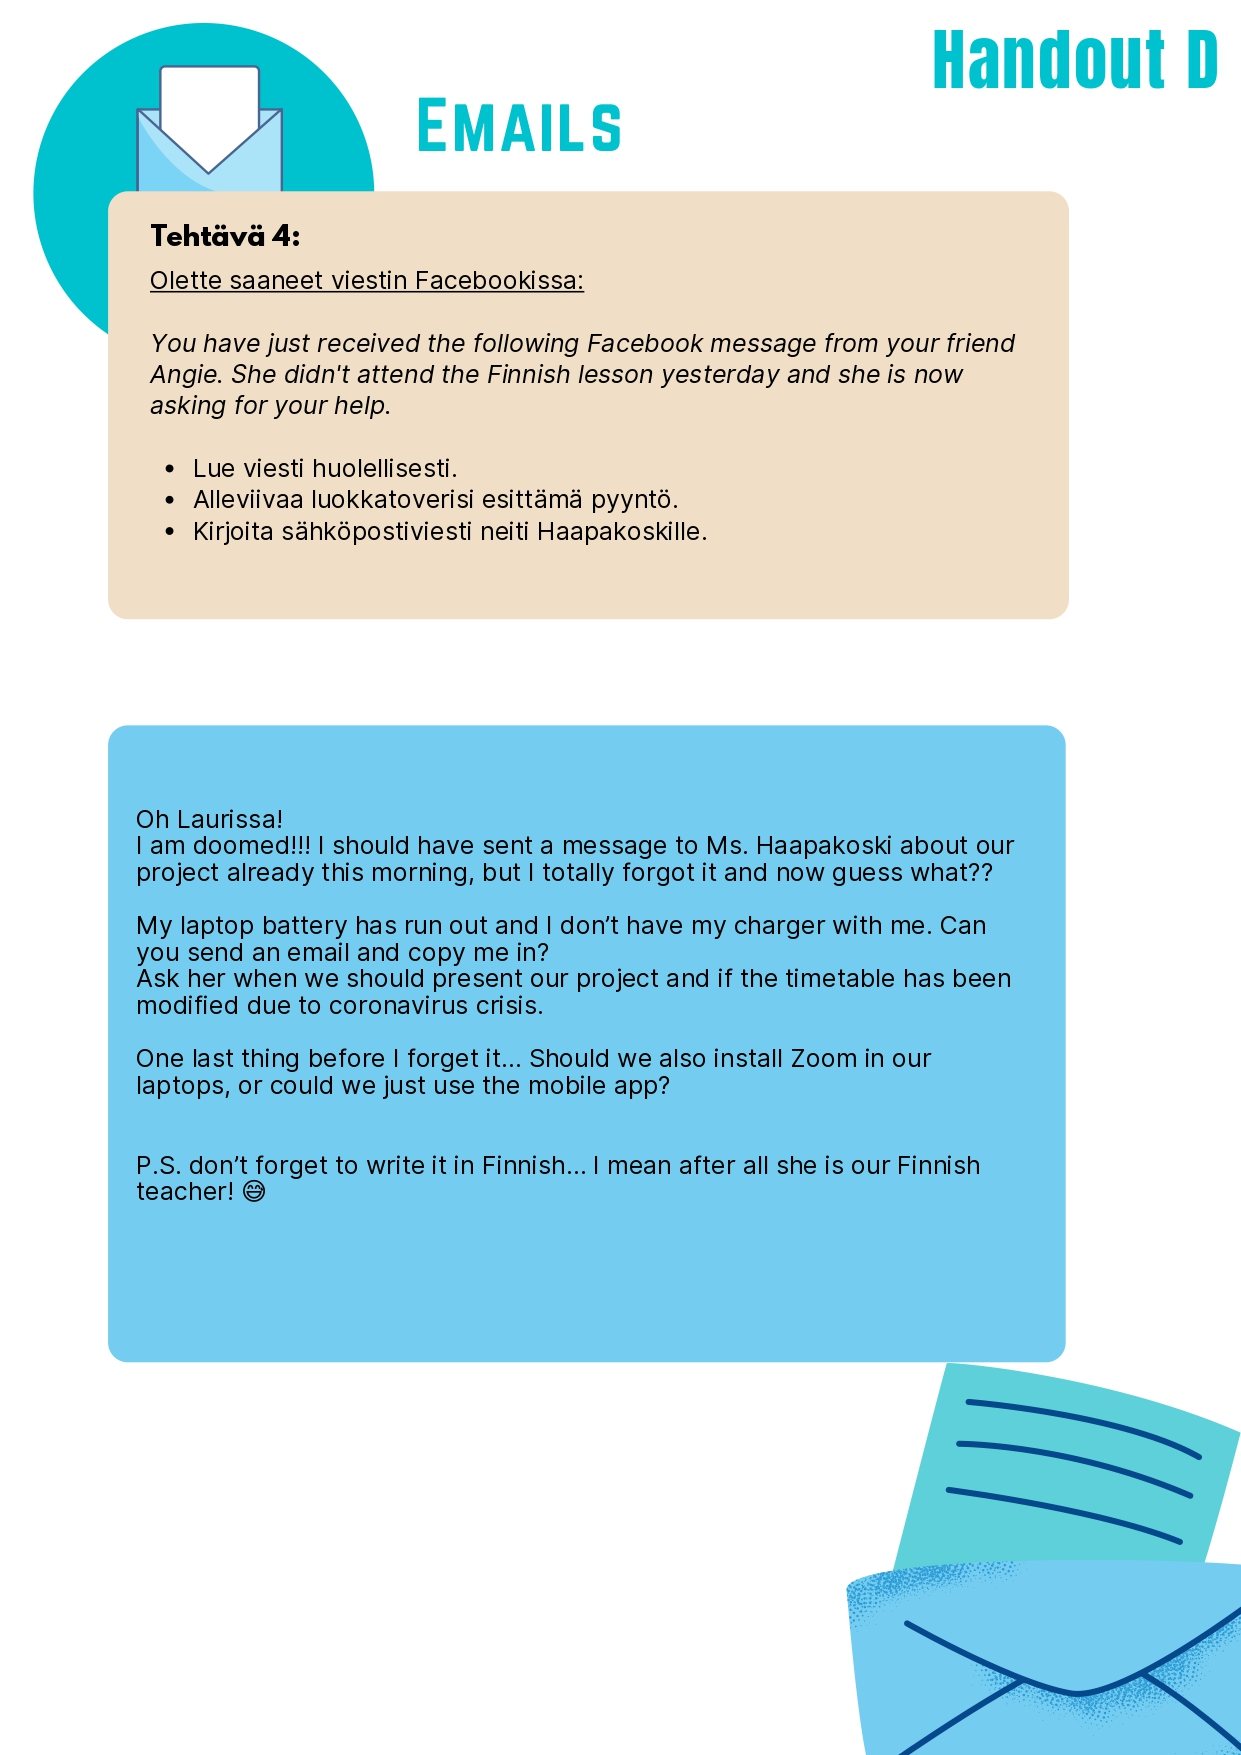 Handout D
EMAILS
Tehtävä 4:
Olette saaneet viestin Facebookissa:
You have just received the following Facebook message from your friend
Angie. She didn't attend the Finnish lesson yesterday and she is now
asking for your help.
• Lue viesti huolellisesti.
• Alleviivaa luokkatoverisi esittämä pyyntö.
• Kirjoita sähköpostiviesti neiti Haapakoskille.
Oh Laurissa!
I am doomed!!! I should have sent a message to Ms. Haapakoski about our
project already this morning, but I totally forgot it and now guess what??
My laptop battery has run out and I don’t have my charger with me. Can
you send an email and copy me in?
Ask her when we should present our project and if the timetable has been
modified due to coronavirus crisis.
One last thing before I forget it... Should we also install Zoom in our
laptops, or could we just use the mobile app?
P.S. don’t forget to write it in Finnish... I mean after all she is our Finnish
teacher! 😅